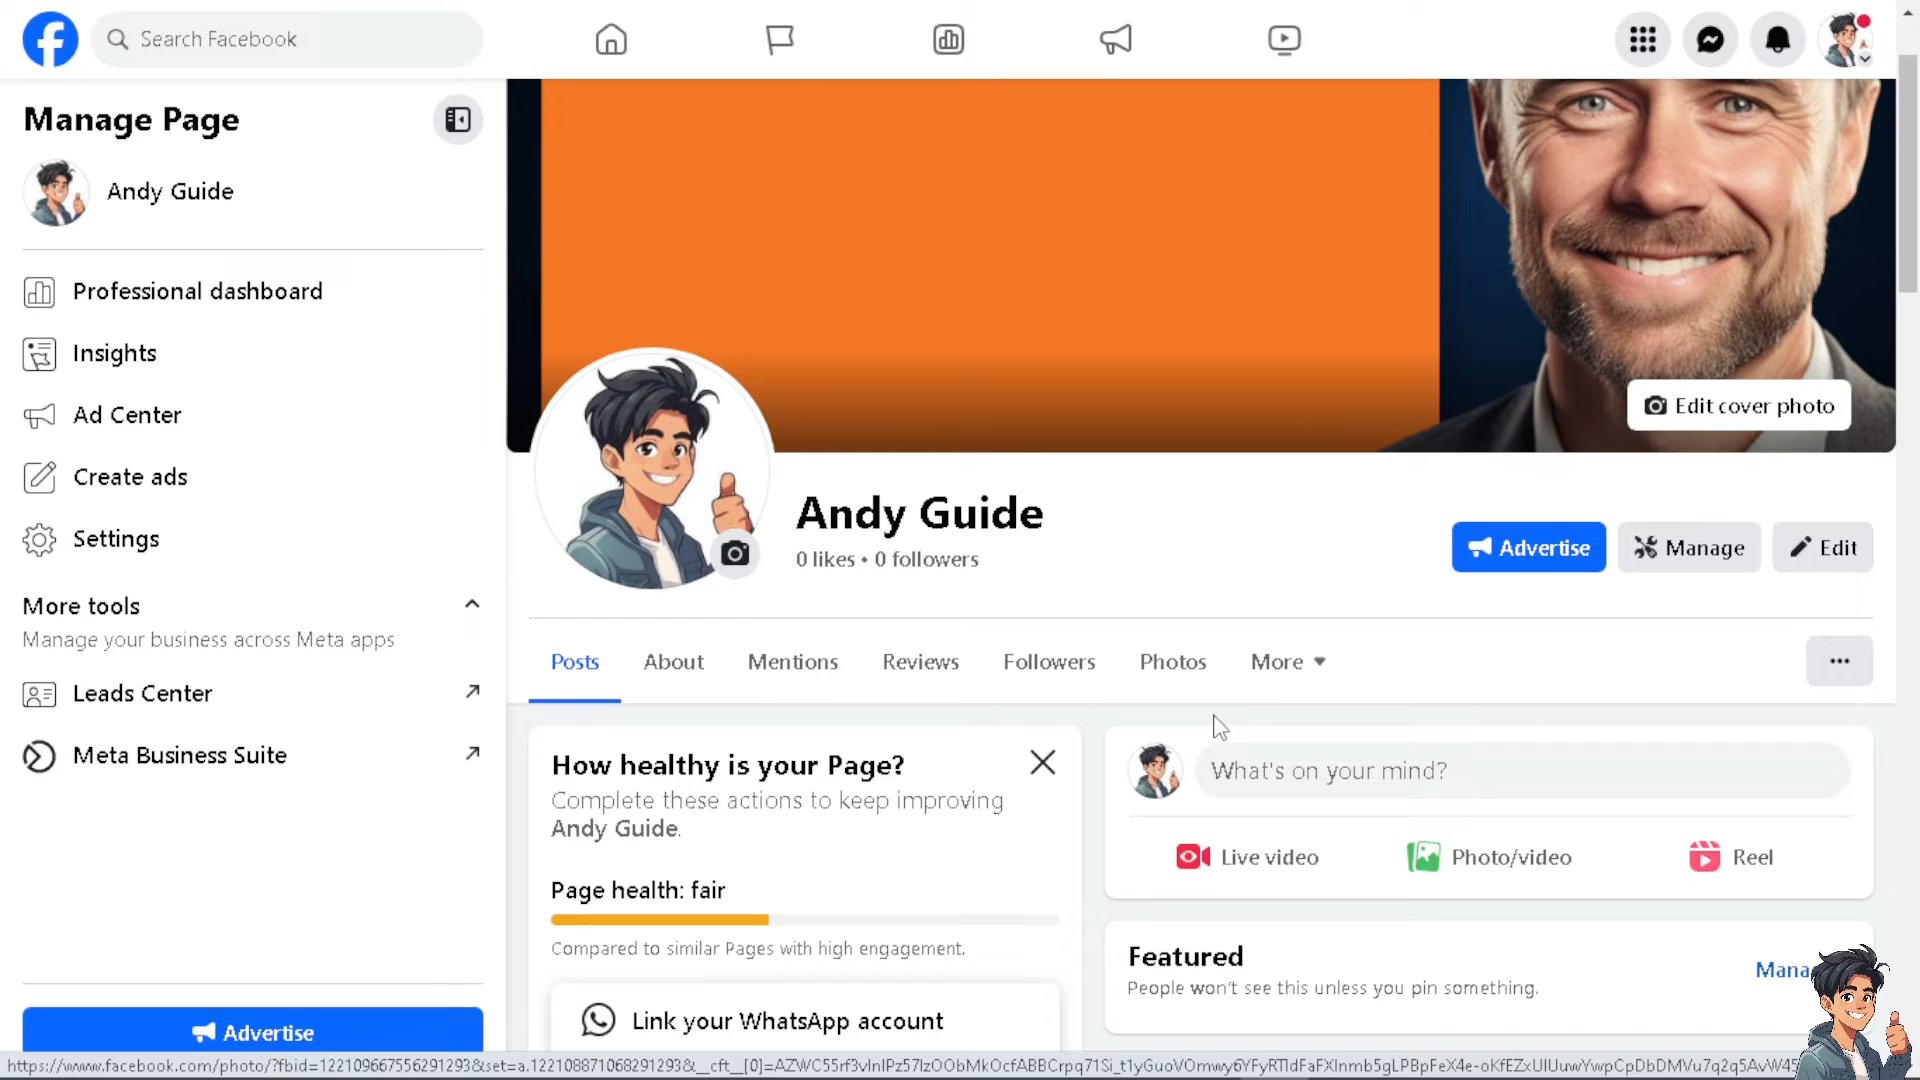 Search Facebook
Manage Page
Andy Guide
Professional dashboard
Insights
Ad Center
Create ads
Settings
More tools
Manage your business across Meta apps
Leads Center
Meta Business Suite
Advertise
Edit cover photo
Andy Guide
0 likes • 0 followers
Advertise
Manage
Edit
Posts
About
Mentions
Reviews
Followers
Photos
More
How healthy is your Page?
Complete these actions to keep improving
Andy Guide.
Page health: fair
Compared to similar Pages with high engagement.
Link your WhatsApp account
What's on your mind?
Live video
Photo/video
Reel
Featured
People won't see this unless you pin something.